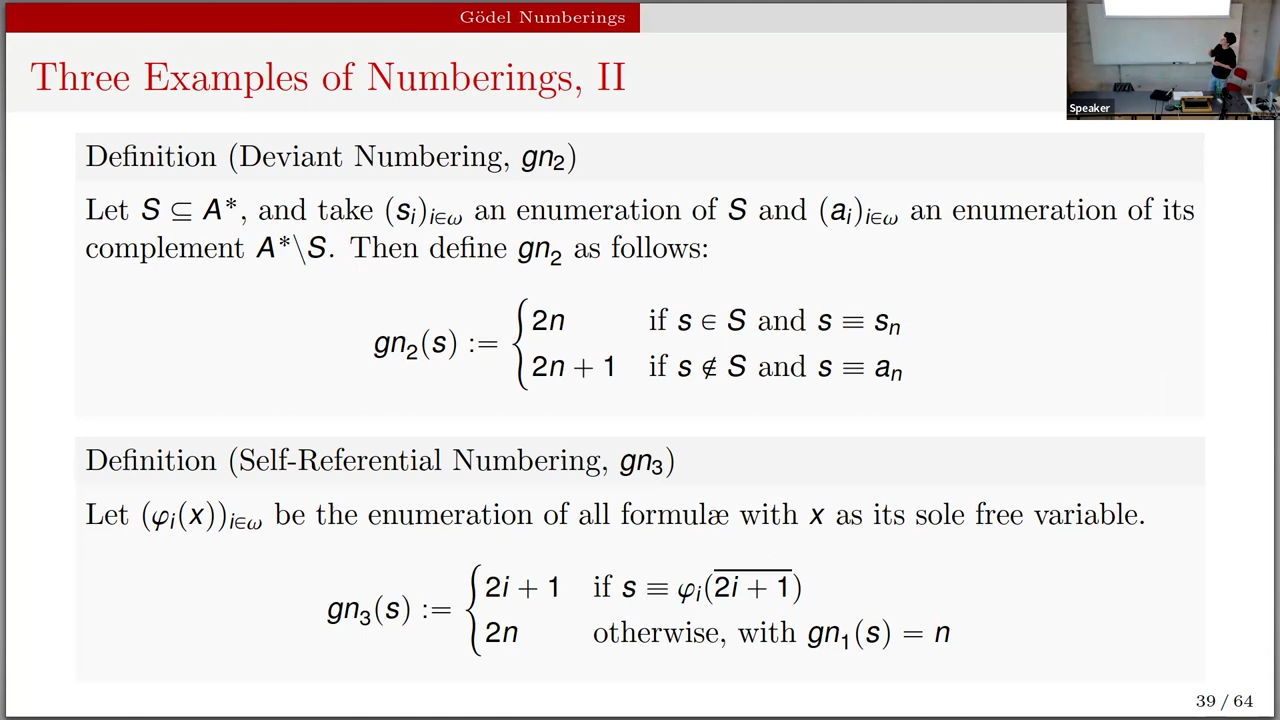 Gödel Numberings
Three Examples of Numberings, II
Speaker
Definition (Deviant Numbering, gn₂)
Let S ⊆ A*, and take (sᵢ)ᵢ∈ω an enumeration of S and (aᵢ)ᵢ∈ω an enumeration of its
complement A*\S. Then define gn₂ as follows:
gn₂(s) := { 2n if s ∈ S and s ≡ sₙ
2n + 1 if s ∉ S and s ≡ aₙ
Definition (Self-Referential Numbering, gn₃)
Let (φᵢ(x))ᵢ∈ω be the enumeration of all formulæ with x as its sole free variable.
gn₃(s) := { 2i + 1 if s ≡ φᵢ(\overline{2i + 1})
2n otherwise, with gn₁(s) = n
39 / 64